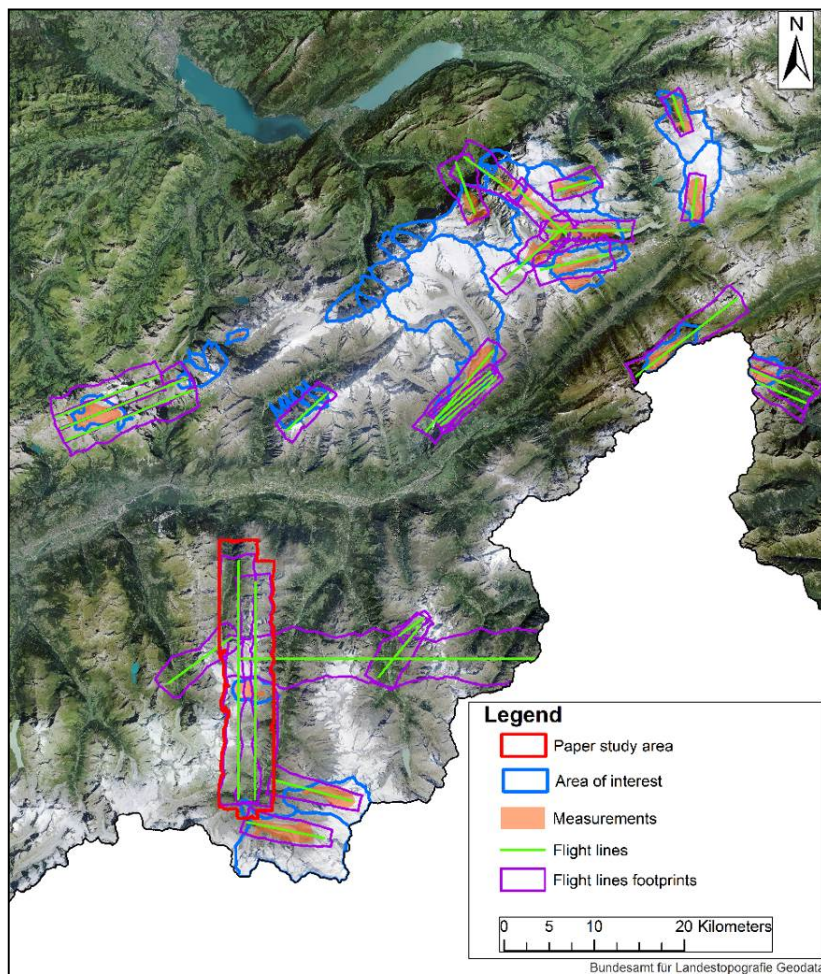 N
Legend
Paper study area
Area of interest
Measurements
Flight lines
Flight lines footprints
0 5 10 20 Kilometers
Bundesamt für Landestopografie Geodata